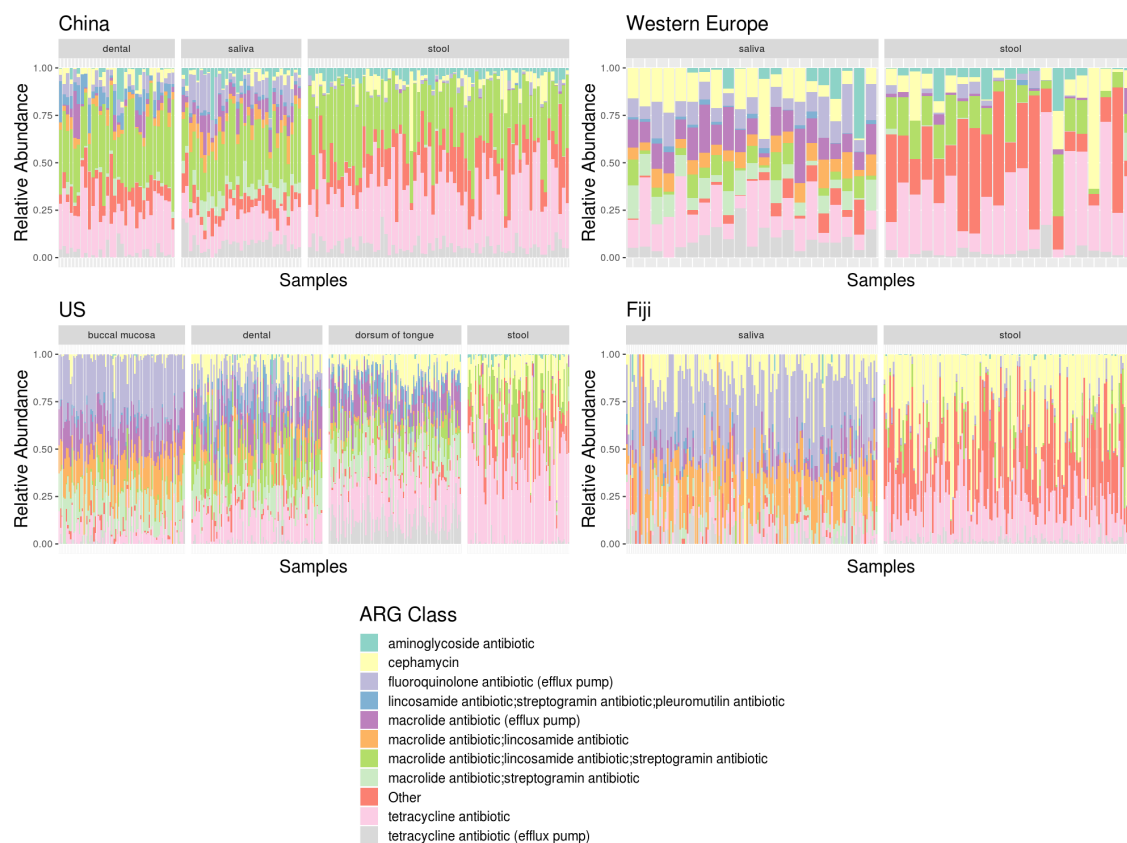 China
dental
saliva
stool
Relative Abundance
1.00
0.75
0.50
0.25
0.00
Samples
Western Europe
saliva
stool
Relative Abundance
1.00
0.75
0.50
0.25
0.00
Samples
US
buccal mucosa
dental
dorsum of tongue
stool
Relative Abundance
1.00
0.75
0.50
0.25
0.00
Samples
Fiji
saliva
stool
Relative Abundance
1.00
0.75
0.50
0.25
0.00
Samples
ARG Class
aminoglycoside antibiotic
cephamycin
fluoroquinolone antibiotic (efflux pump)
lincosamide antibiotic;streptogramin antibiotic;pleuromutilin antibiotic
macrolide antibiotic (efflux pump)
macrolide antibiotic;lincosamide antibiotic
macrolide antibiotic;lincosamide antibiotic;streptogramin antibiotic
macrolide antibiotic;streptogramin antibiotic
Other
tetracycline antibiotic
tetracycline antibiotic (efflux pump)